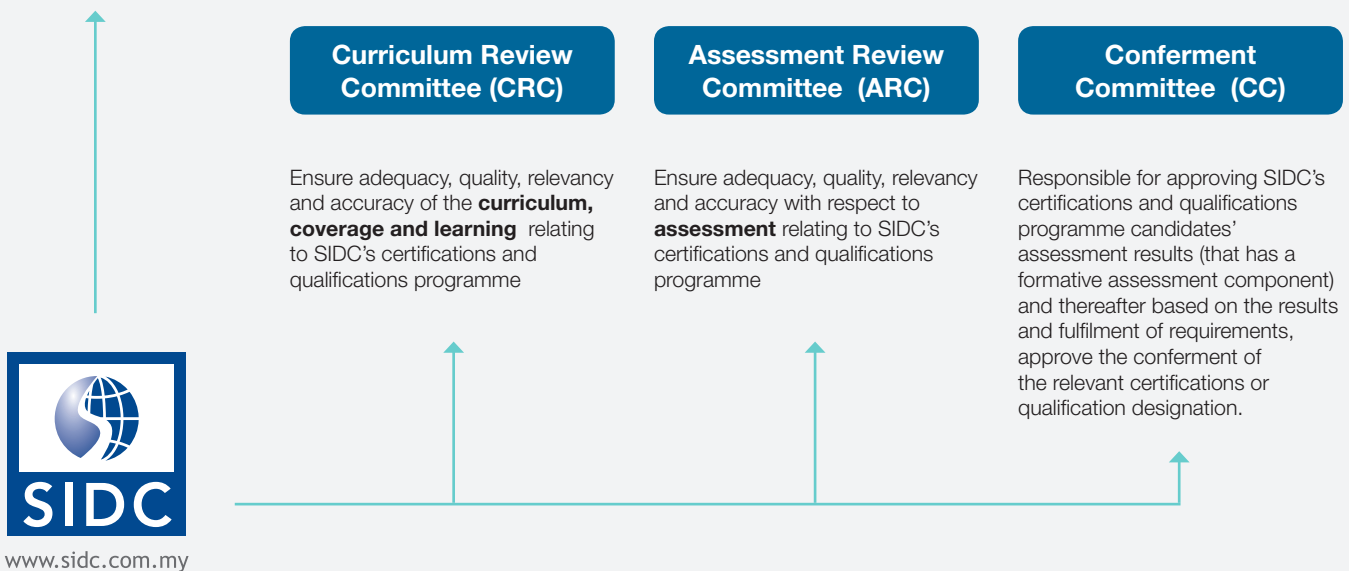 Curriculum Review
Committee (CRC)
Ensure adequacy, quality, relevancy
and accuracy of the curriculum,
coverage and learning relating
to SIDC’s certifications and
qualifications programme
Assessment Review
Committee (ARC)
Ensure adequacy, quality, relevancy
and accuracy with respect to
assessment relating to SIDC’s
certifications and qualifications
programme
Conferment
Committee (CC)
Responsible for approving SIDC’s
certifications and qualifications
programme candidates’
assessment results (that has a
formative assessment component)
and thereafter based on the results
and fulfilment of requirements,
approve the conferment of
the relevant certifications or
qualification designation.
SIDC
www.sidc.com.my